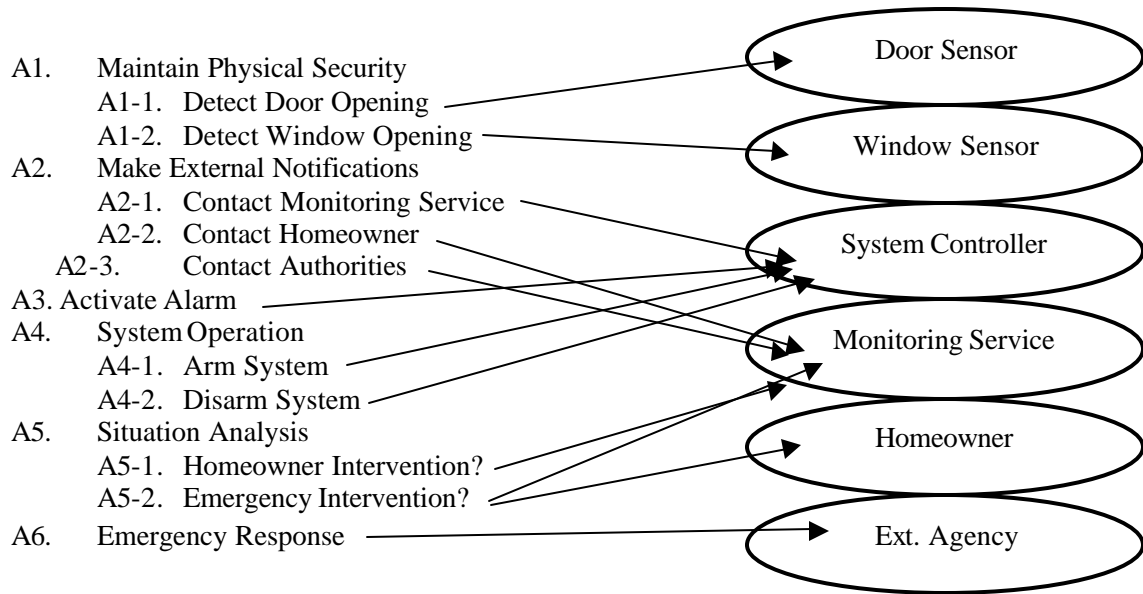 Door Sensor
A1. Maintain Physical Security
A1-1. Detect Door Opening
A1-2. Detect Window Opening
Window Sensor
A2. Make External Notifications
A2-1. Contact Monitoring Service
A2-2. Contact Homeowner
System Controller
A2-3. Contact Authorities
A3. Activate Alarm
A4. System Operation
Monitoring Service
A4-1. Arm System
A4-2. Disarm System
A5. Situation Analysis
Homeowner
A5-1. Homeowner Intervention?
A5-2. Emergency Intervention?
A6. Emergency Response
Ext. Agency